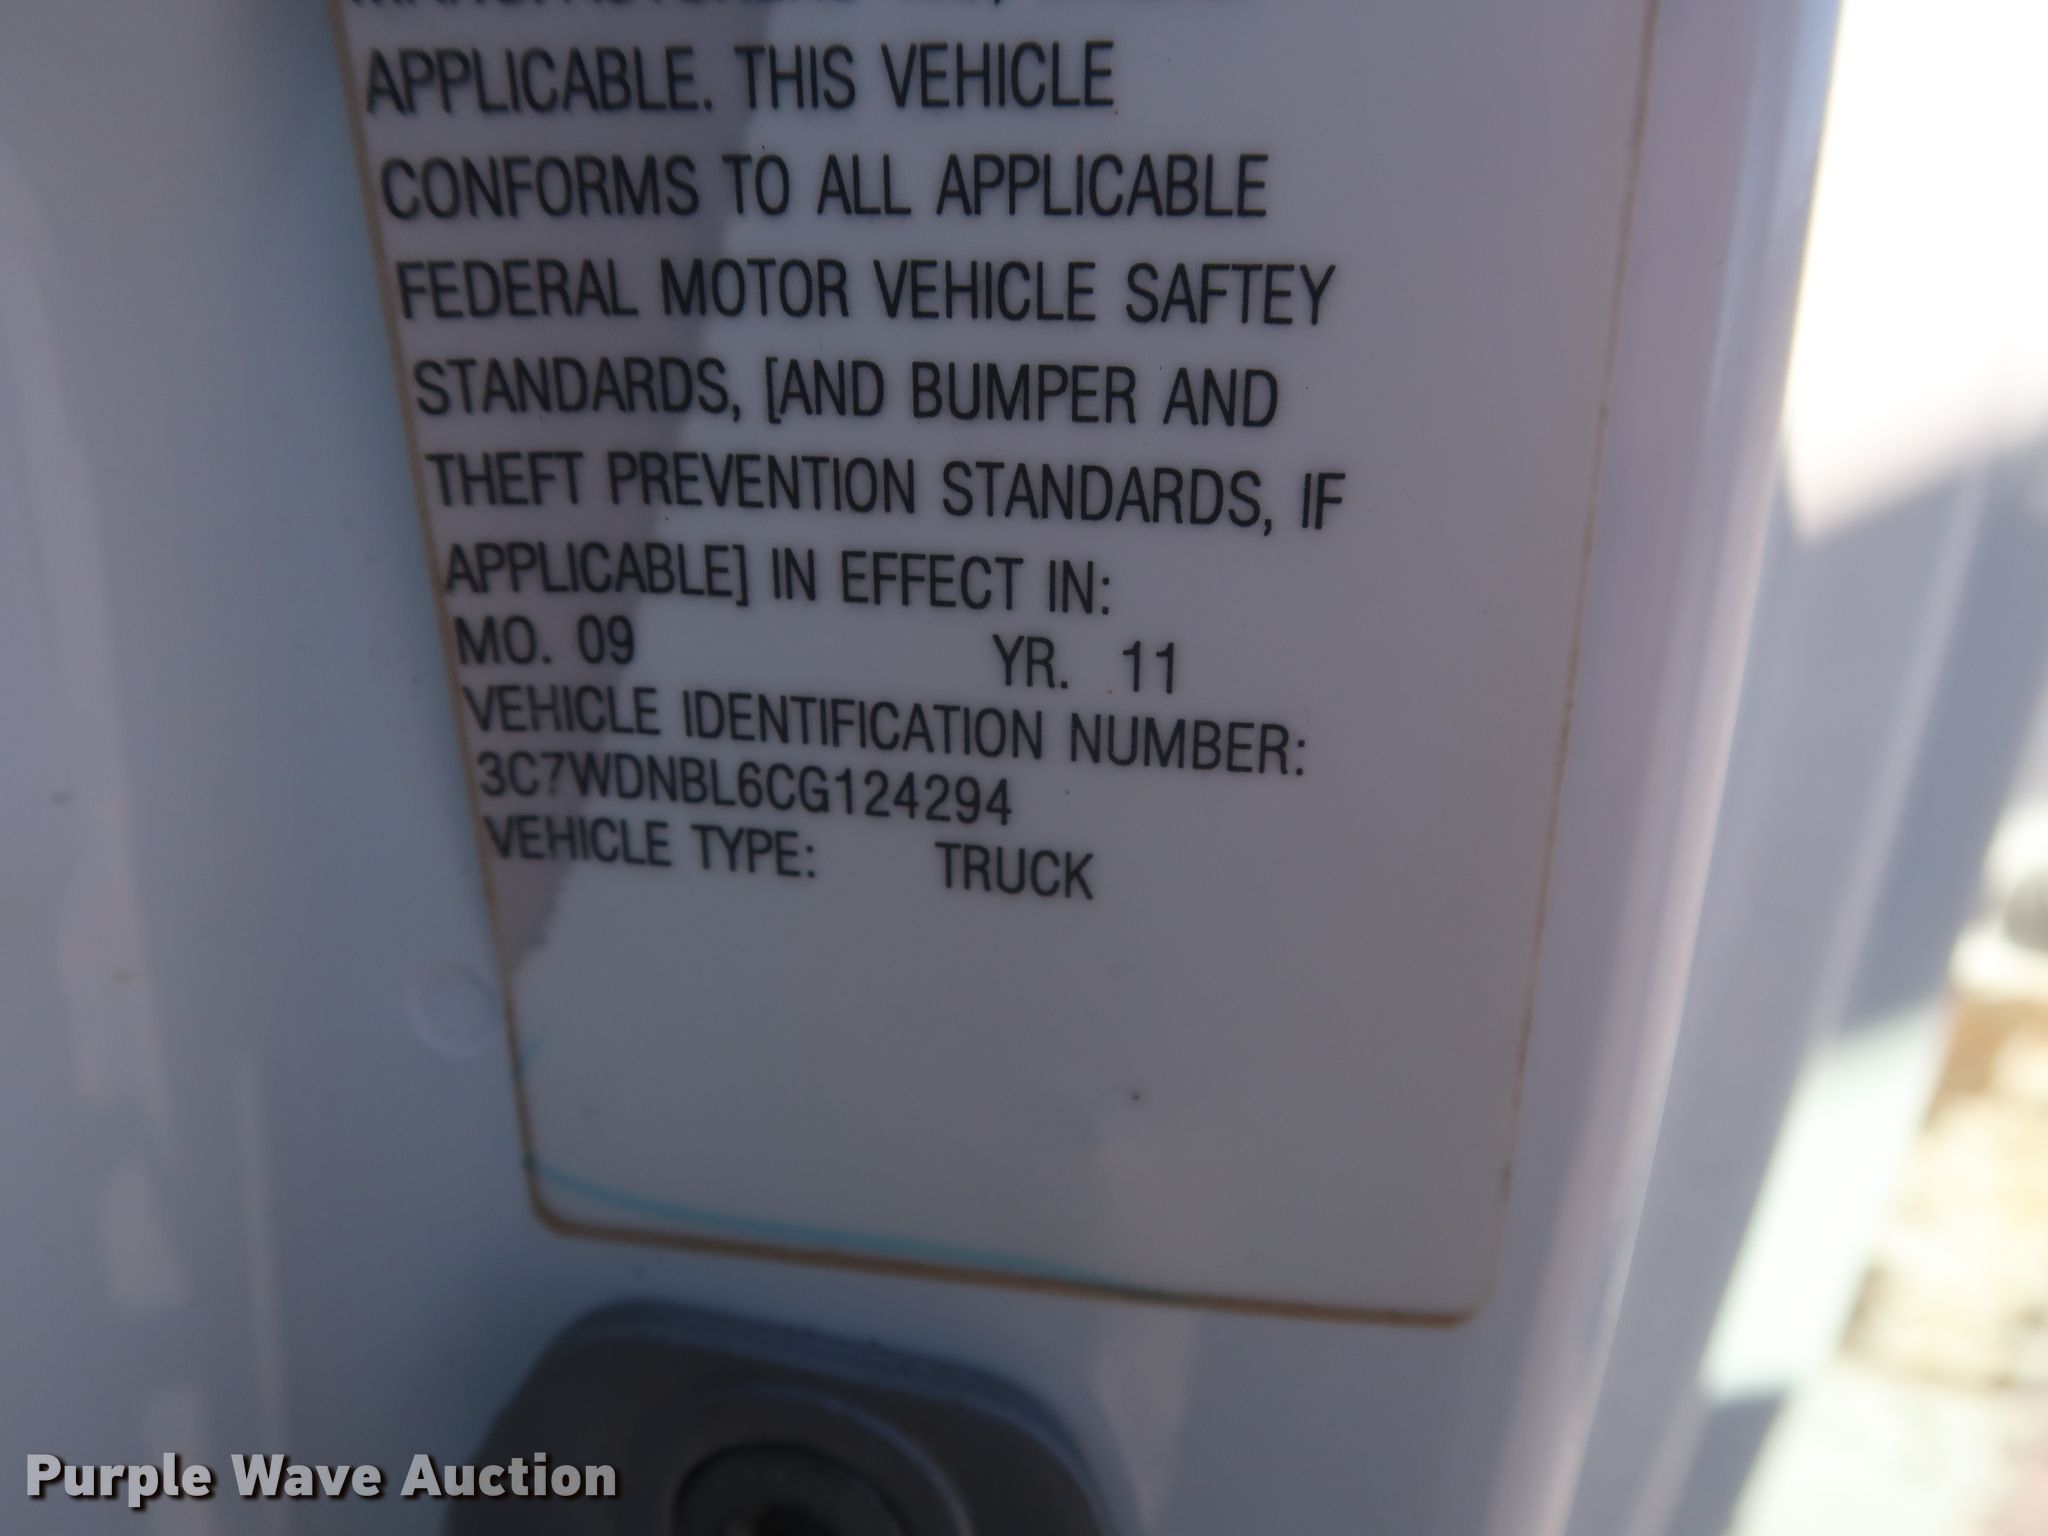 APPLICABLE. THIS VEHICLE
CONFORMS TO ALL APPLICABLE
FEDERAL MOTOR VEHICLE SAFTEY
STANDARDS, [AND BUMPER AND
THEFT PREVENTION STANDARDS, IF
APPLICABLE] IN EFFECT IN:
MO. 09 YR. 11
VEHICLE IDENTIFICATION NUMBER:
3C7WDNBL6CG124294
VEHICLE TYPE: TRUCK
Purple Wave Auction